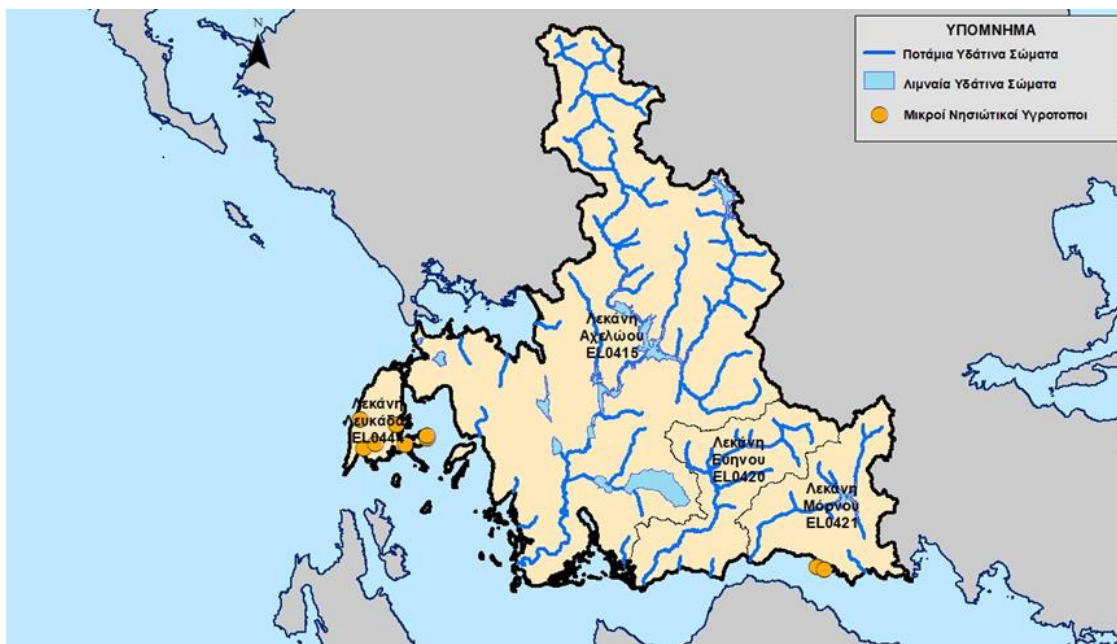 N
ΥΠΟΜΝΗΜΑ
Ποτάμια Υδάτινα Σώματα
Λιμναία Υδάτινα Σώματα
Μικροί Νησιώτικοί Υγροτοποι
Λεκάνη
Αχελώου
EL0415
Λεκάνη
Λευκάδας
EL044
Λεκάνη
Εύηνου
EL0420
Λεκάνη
Μόρνου
EL0421